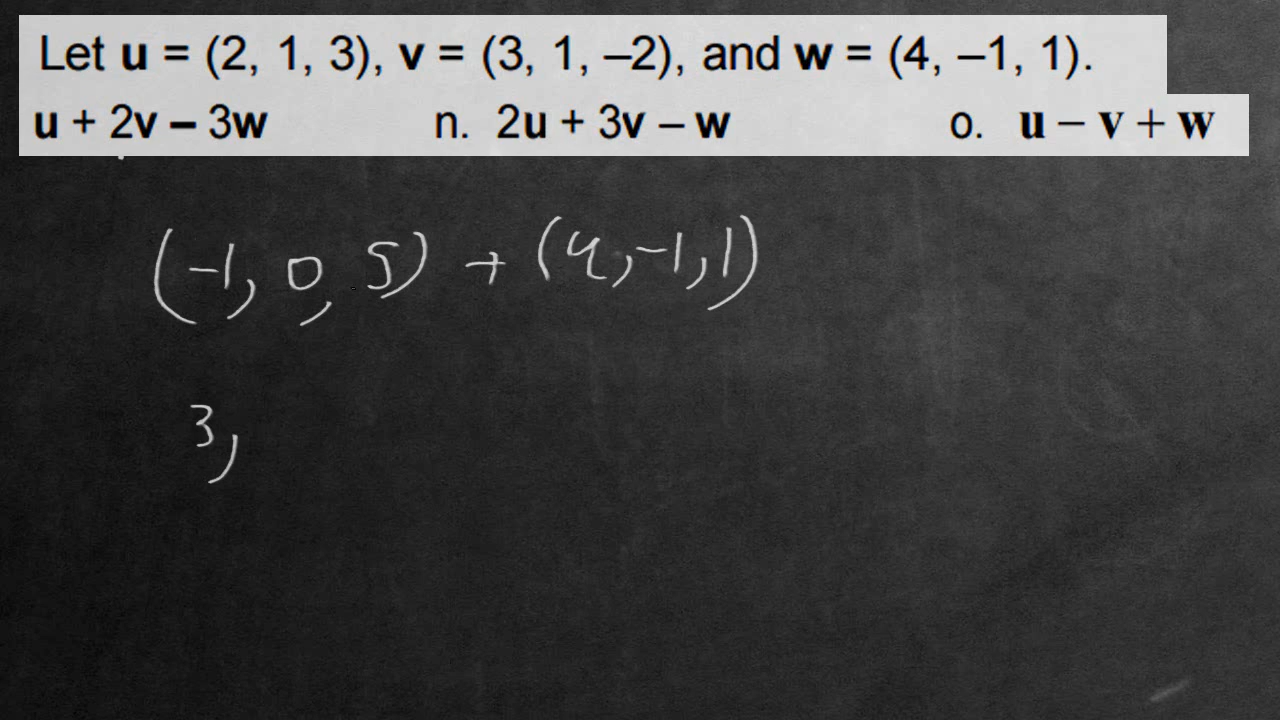 Let u = (2, 1, 3), v = (3, 1, –2), and w = (4, –1, 1).
u + 2v – 3w n. 2u + 3v – w o. u – v + w
(-1, 0, 5) + (4, -1, 1)
3,